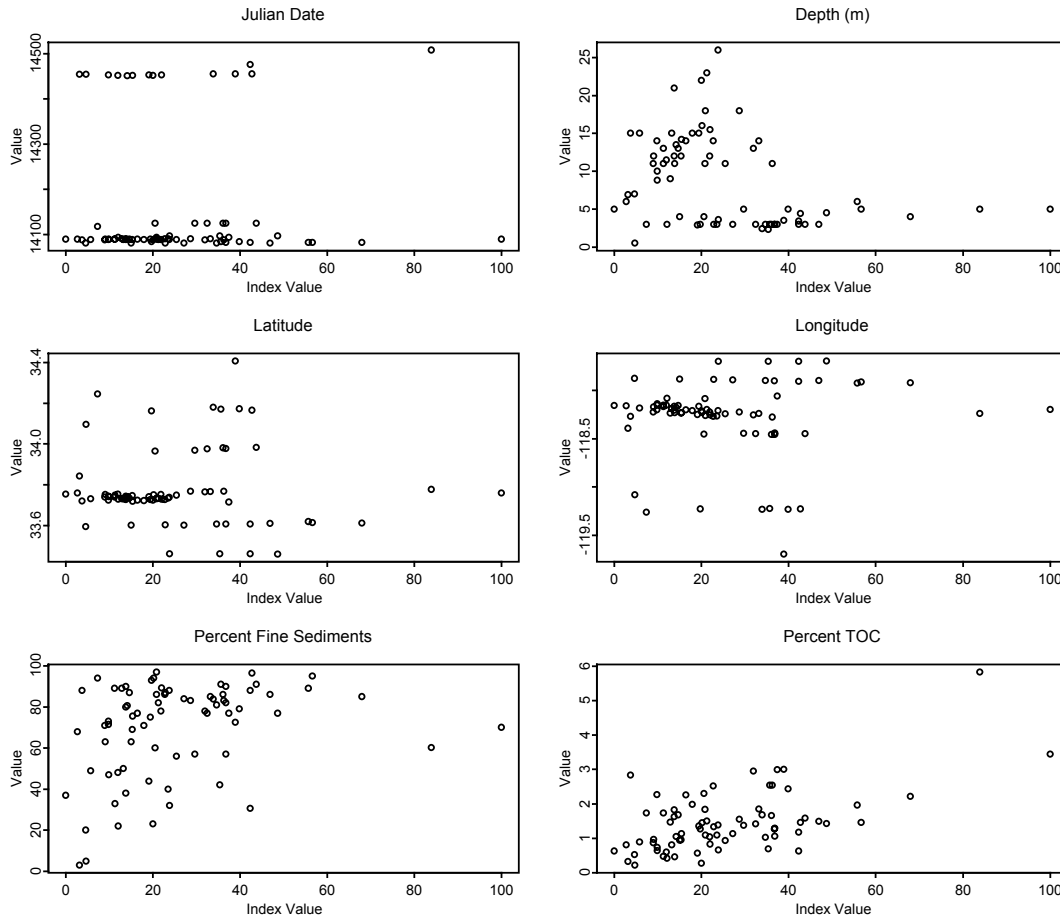 Julian Date
Value
14100 14300 14500
0 20 40 60 80 100
Index Value
Depth (m)
Value
0 5 10 15 20 25
0 20 40 60 80 100
Index Value
Latitude
Value
33.6 34.0 34.4
0 20 40 60 80 100
Index Value
Longitude
Value
-119.5 -118.5
0 20 40 60 80 100
Index Value
Percent Fine Sediments
Value
0 20 40 60 80 100
0 20 40 60 80 100
Index Value
Percent TOC
Value
0 1 2 3 4 5 6
0 20 40 60 80 100
Index Value